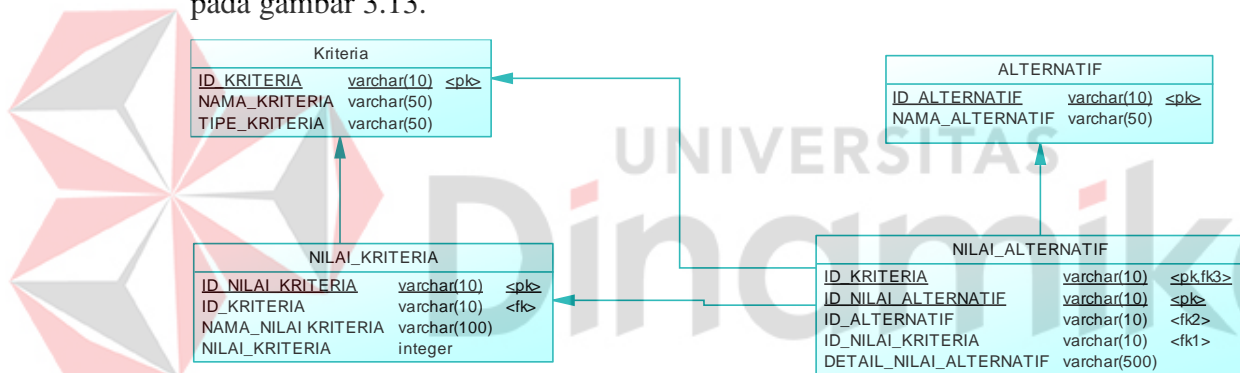 pada gambar 3.13.
Kriteria
ID_KRITERIA varchar(10) <pk>
NAMA_KRITERIA varchar(50)
TIPE_KRITERIA varchar(50)
ALTERNATIF
ID_ALTERNATIF varchar(10) <pk>
NAMA_ALTERNATIF varchar(50)
UNIVERSITAS
Dinamika
NILAI_KRITERIA
ID_NILAI_KRITERIA varchar(10) <pk>
ID_KRITERIA varchar(10) <fk>
NAMA_NILAI KRITERIA varchar(100)
NILAI_KRITERIA integer
NILAI_ALTERNATIF
ID_KRITERIA varchar(10) <pk,fk3>
ID_NILAI_ALTERNATIF varchar(10) <pk>
ID_ALTERNATIF varchar(10) <fk2>
ID_NILAI_KRITERIA varchar(10) <fk1>
DETAIL_NILAI_ALTERNATIF varchar(500)